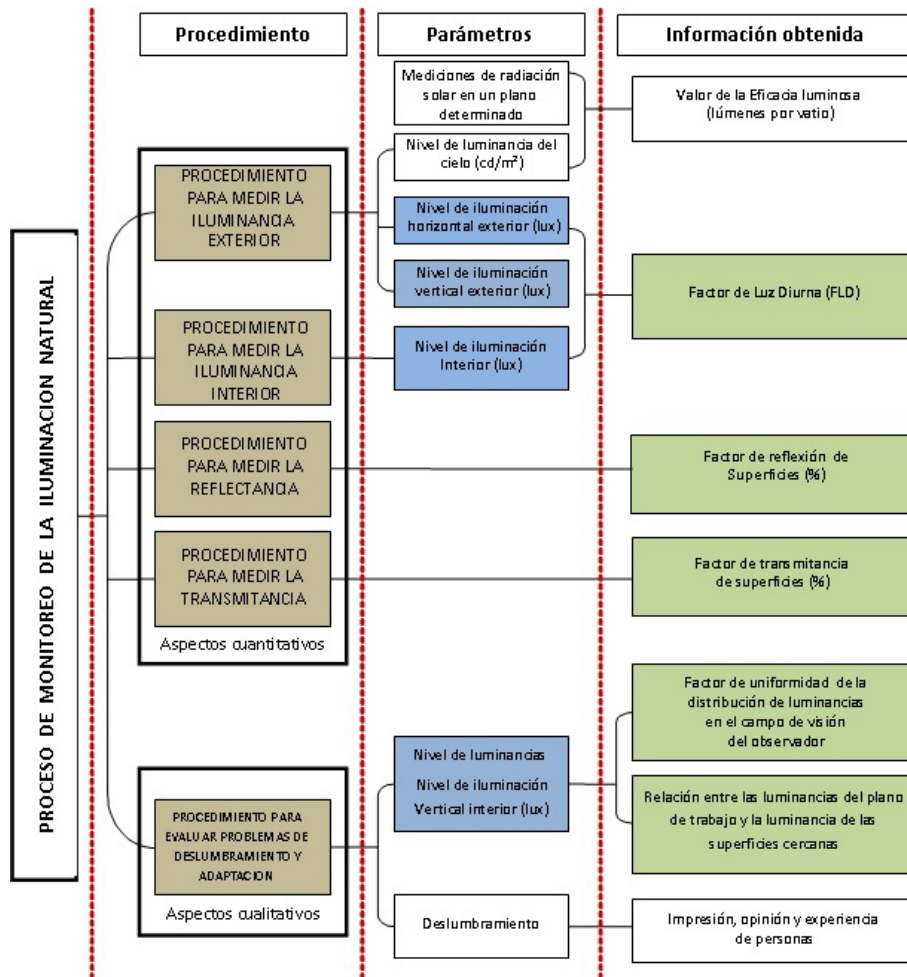 Procedimiento
Parámetros
Información obtenida
PROCESO DE MONITOREO DE LA ILUMINACION NATURAL
PROCEDIMIENTO
PARA MEDIR LA
ILUMINANCIA
EXTERIOR
PROCEDIMIENTO
PARA MEDIR LA
ILUMINANCIA
INTERIOR
PROCEDIMIENTO
PARA MEDIR LA
REFLECTANCIA
PROCEDIMIENTO
PARA MEDIR LA
TRANSMITANCIA
Aspectos cuantitativos
PROCEDIMIENTO PARA
EVALUAR PROBLEMAS DE
DESLUMBRAMIENTO Y
ADAPTACION
Aspectos cualitativos
Mediciones de radiación
solar en un plano
determinado
Nivel de luminancia del
cielo (cd/m²)
Nivel de iluminación
horizontal exterior (lux)
Nivel de iluminación
vertical exterior (lux)
Nivel de iluminación
Interior (lux)
Nivel de luminancias
Nivel de iluminación
Vertical interior (lux)
Deslumbramiento
Valor de la Eficacia luminosa
(lúmenes por vatio)
Factor de Luz Diurna (FLD)
Factor de reflexión de
Superficies (%)
Factor de transmitancia
de superficies (%)
Factor de uniformidad de la
distribución de luminancias
en el campo de visión
del observador
Relación entre las luminancias del plano
de trabajo y la luminancia de las
superficies cercanas
Impresión, opinión y experiencia
de personas